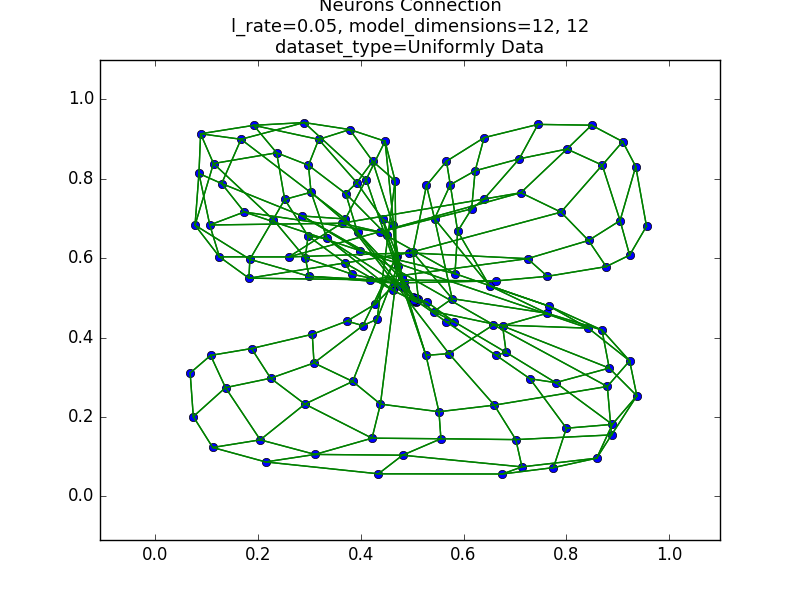 Neurons Connection
l_rate=0.05, model_dimensions=12, 12
dataset_type=Uniformly Data
1.0
0.8
0.6
0.4
0.2
0.0
0.0 0.2 0.4 0.6 0.8 1.0